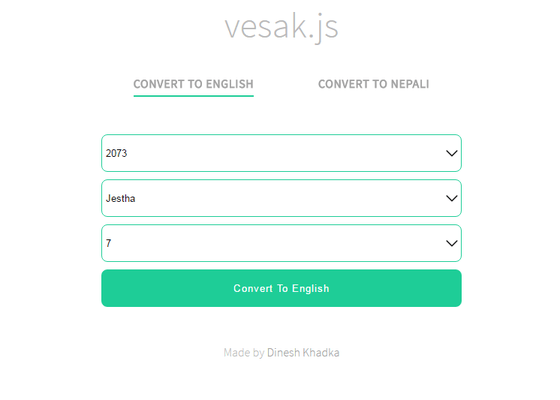 vesak.js
CONVERT TO ENGLISH CONVERT TO NEPALI
2073
Jestha
7
Convert To English
Made by Dinesh Khadka